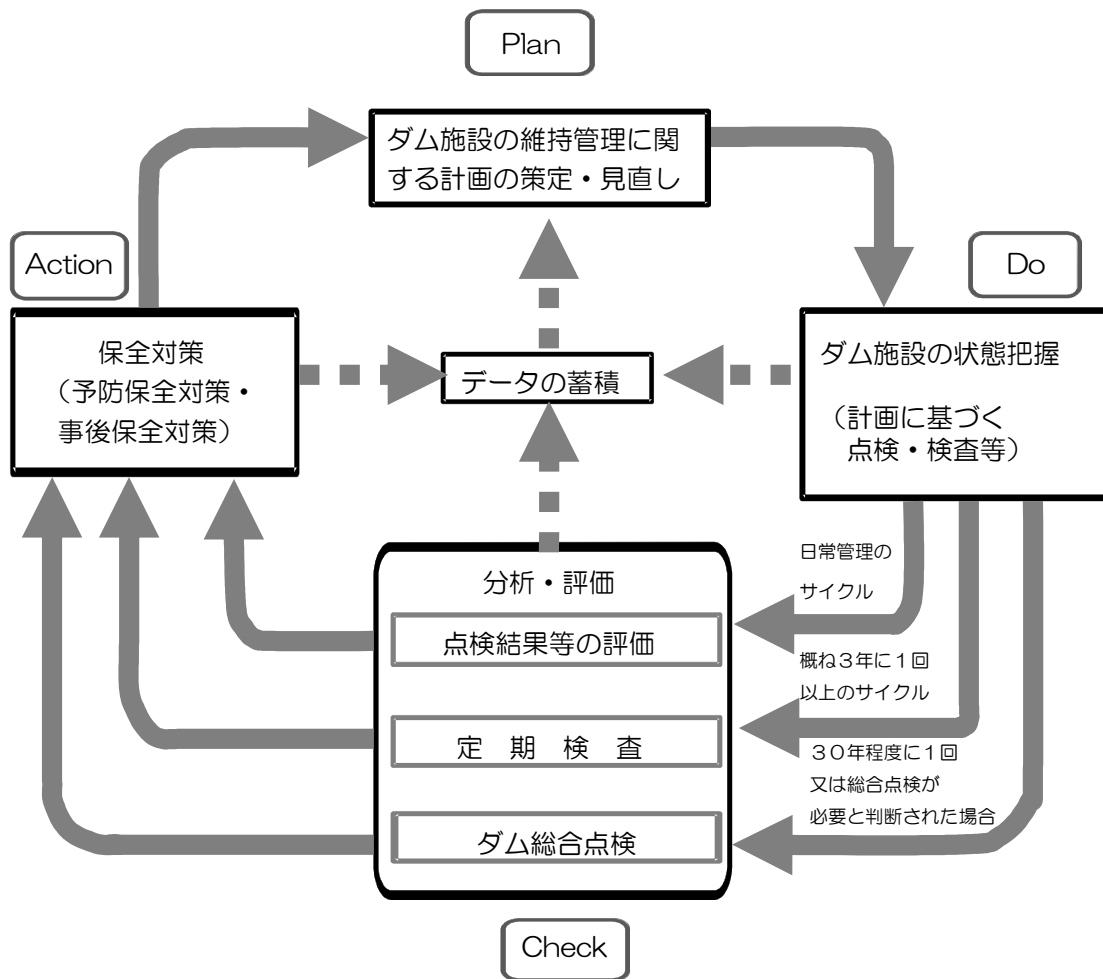 Plan
ダム施設の維持管理に関
する計画の策定・見直し
Action
Do
保全対策
（予防保全対策・
事後保全対策）
データの蓄積
ダム施設の状態把握
（計画に基づく
点検・検査等）
日常管理の
サイクル
概ね３年に１回
以上のサイクル
３０年程度に１回
又は総合点検が
必要と判断された場合
分析・評価
点検結果等の評価
定　期　検　査
ダム総合点検
Check